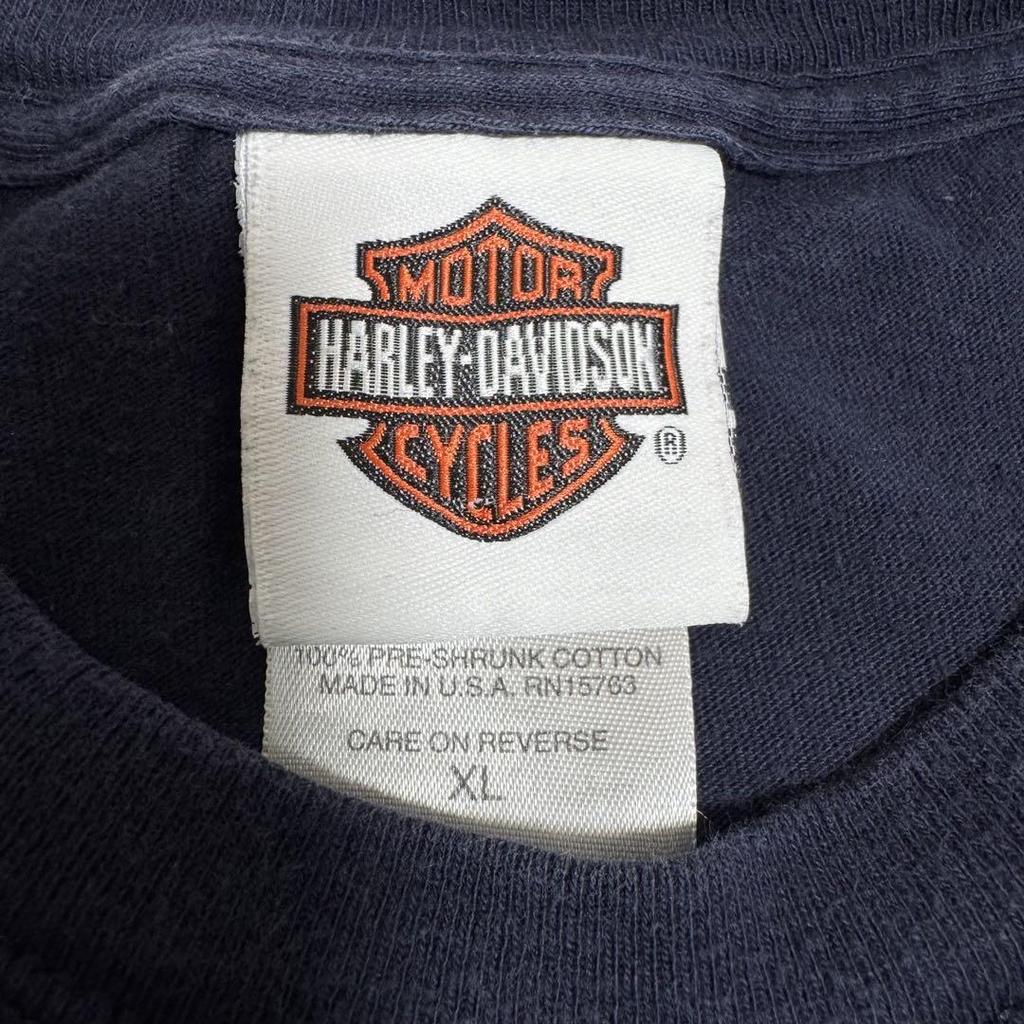 MOTOR
HARLEY-DAVIDSON
CYCLES
®
100% PRE-SHRUNK COTTON
MADE IN U.S.A. RN15763
CARE ON REVERSE
XL